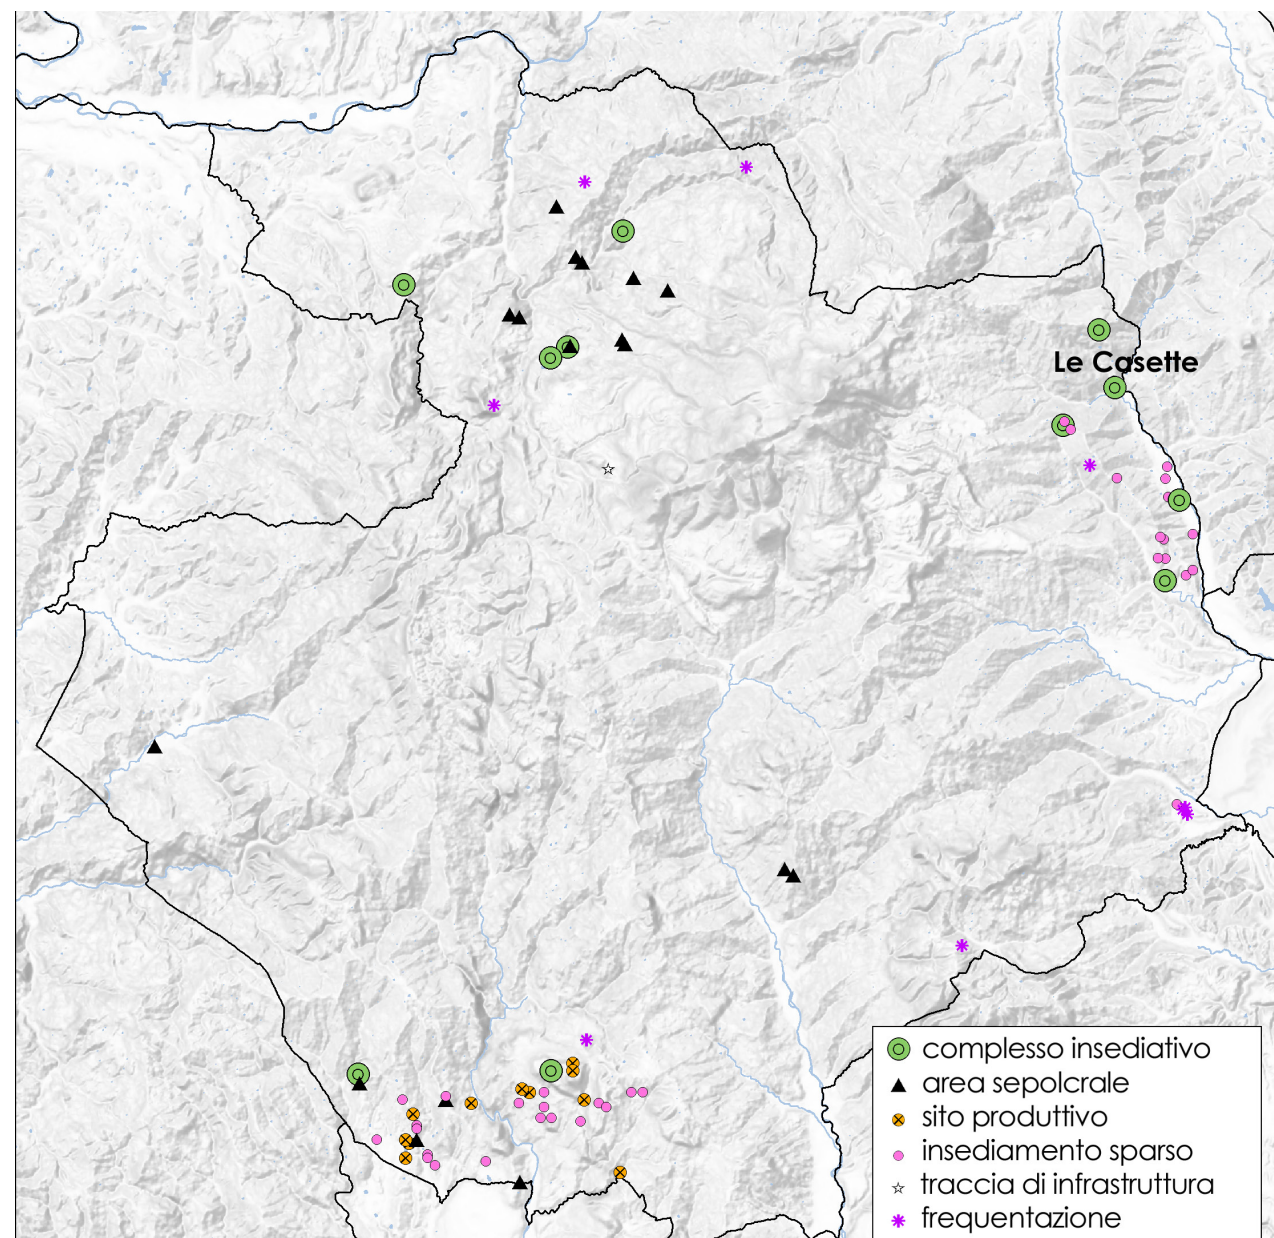 Le Casette
complesso insediativo
area sepolcrale
sito produttivo
insediamento sparso
traccia di infrastruttura
frequentazione